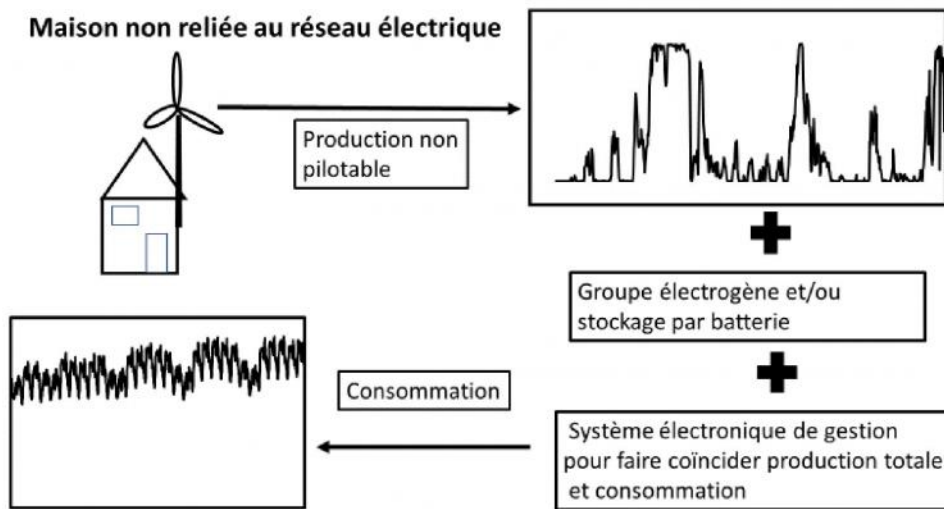 Maison non reliée au réseau électrique
Production non
pilotable
Groupe électrogène et/ou
stockage par batterie
Consommation
Système électronique de gestion
pour faire coïncider production totale
et consommation